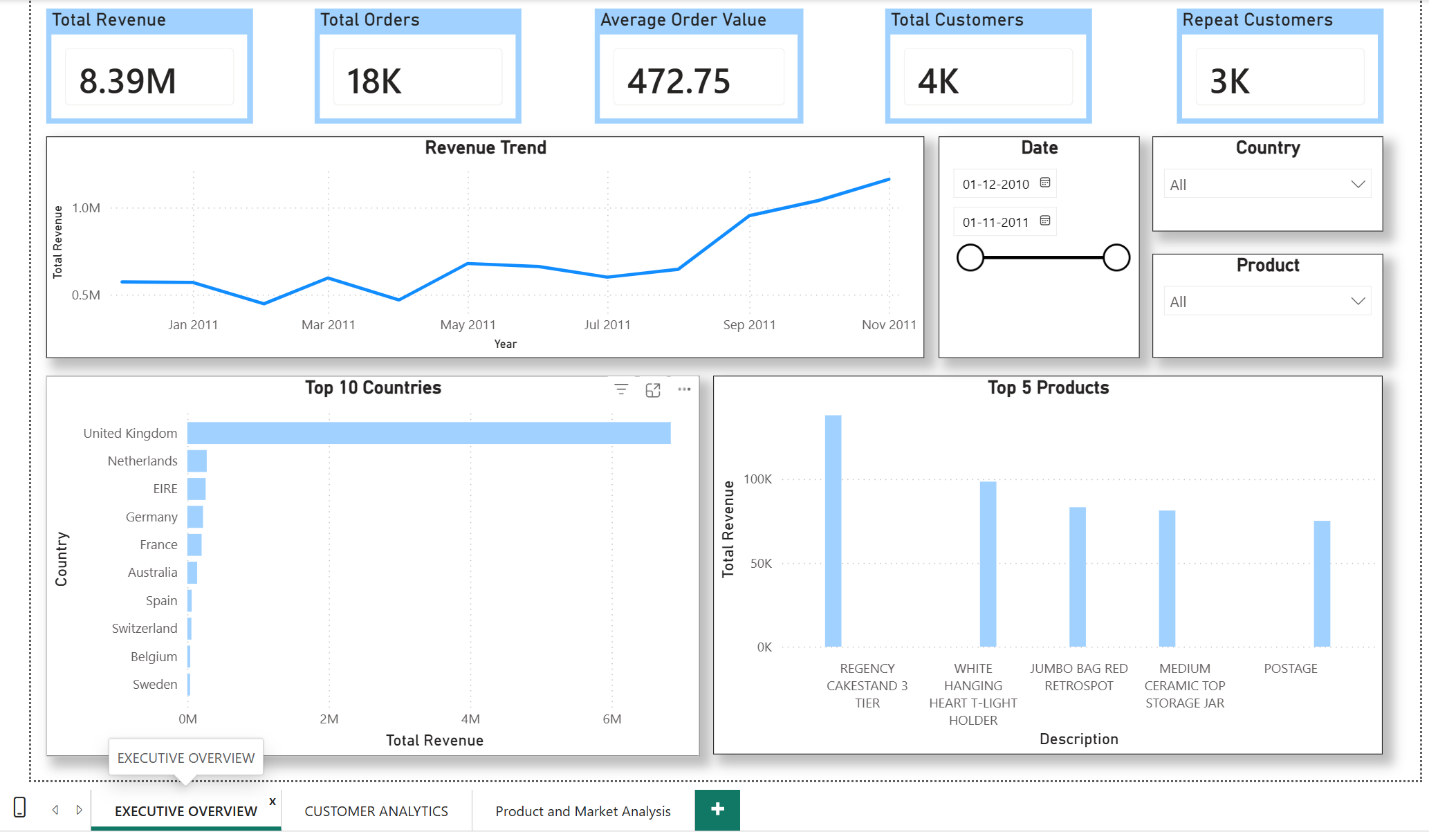 Total Revenue
8.39M
Total Orders
18K
Average Order Value
472.75
Total Customers
4K
Repeat Customers
3K
Revenue Trend
Total Revenue
1.0M
0.5M
Jan 2011
Mar 2011
May 2011
Jul 2011
Sep 2011
Nov 2011
Year
Date
01-12-2010
01-11-2011
Country
All
Product
All
Top 10 Countries
Country
United Kingdom
Netherlands
EIRE
Germany
France
Australia
Spain
Switzerland
Belgium
Sweden
0M
2M
4M
6M
Total Revenue
Top 5 Products
Total Revenue
100K
50K
0K
REGENCY
CAKESTAND 3
TIER
WHITE
HANGING
HEART T-LIGHT
HOLDER
JUMBO BAG RED
RETROSPOT
MEDIUM
CERAMIC TOP
STORAGE JAR
POSTAGE
Description
EXECUTIVE OVERVIEW
EXECUTIVE OVERVIEW
x
CUSTOMER ANALYTICS
Product and Market Analysis
+